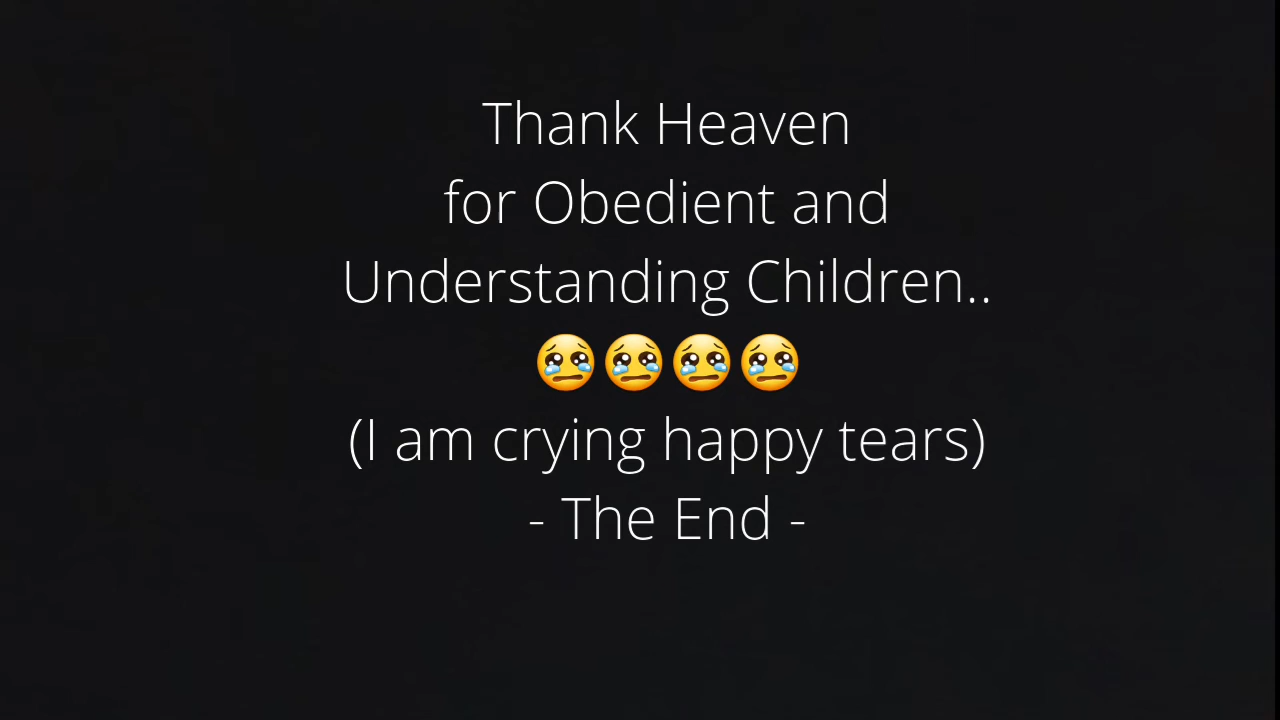 Thank Heaven
for Obedient and
Understanding Children..
😢😢😢😢
(I am crying happy tears)
- The End -